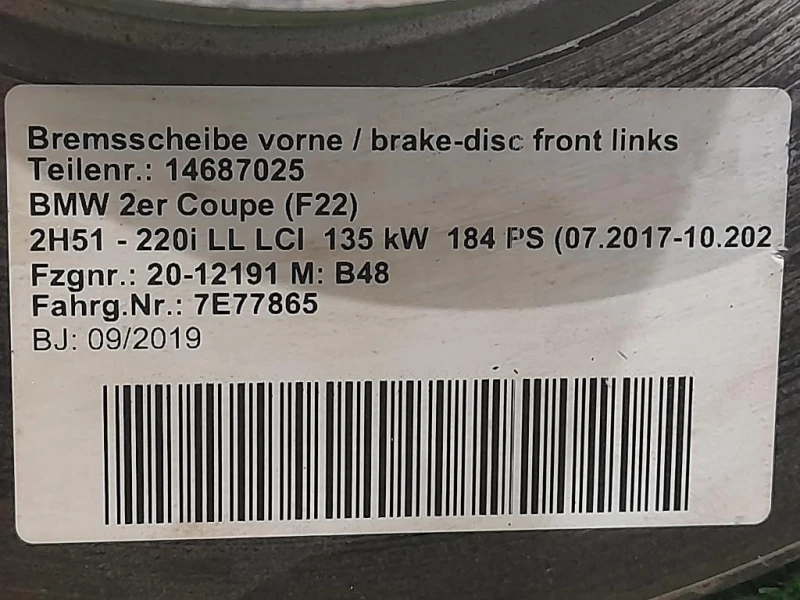 Bremsscheibe vorne / brake-disc front links
Teilenr.: 14687025
BMW 2er Coupe (F22)
2H51 - 220i LL LCI 135 kW 184 PS (07.2017-10.202
Fzgnr.: 20-12191 M: B48
Fahrg.Nr.: 7E77865
BJ: 09/2019